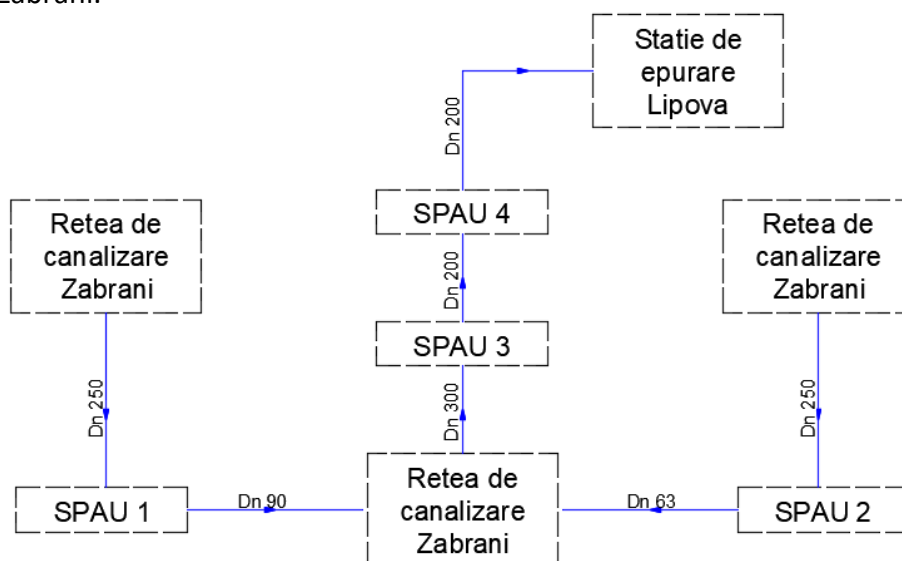 Zabrani.
Statie de
epurare
Lipova
Dn 200
SPAU 4
Retea de
canalizare
Zabrani
Retea de
canalizare
Zabrani
Dn 200
SPAU 3
Dn 250
Dn 300
Dn 250
SPAU 1
Dn 90
Retea de
canalizare
Zabrani
Dn 63
SPAU 2